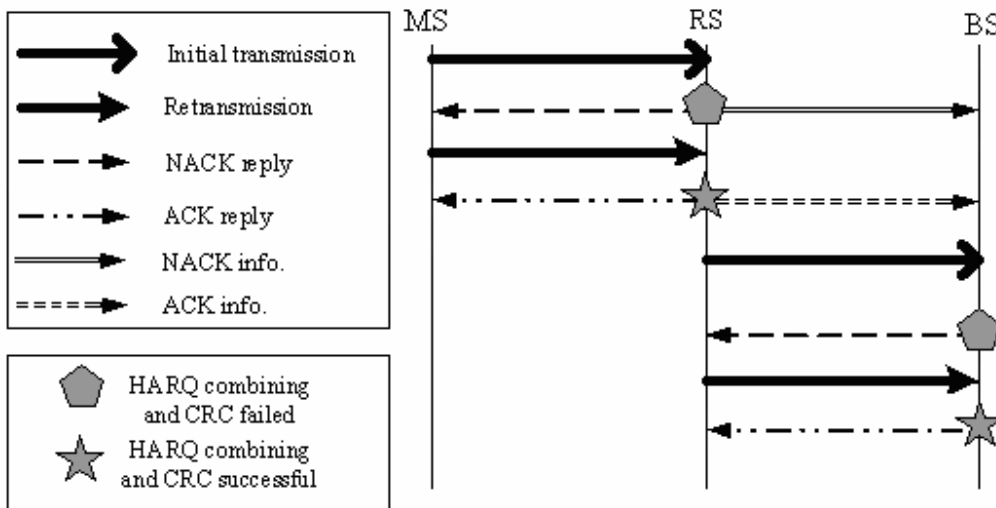 Initial transmission
Retransmission
NACK reply
ACK reply
NACK info.
ACK info.
HARQ combining
and CRC failed
HARQ combining
and CRC successful
MS
RS
BS